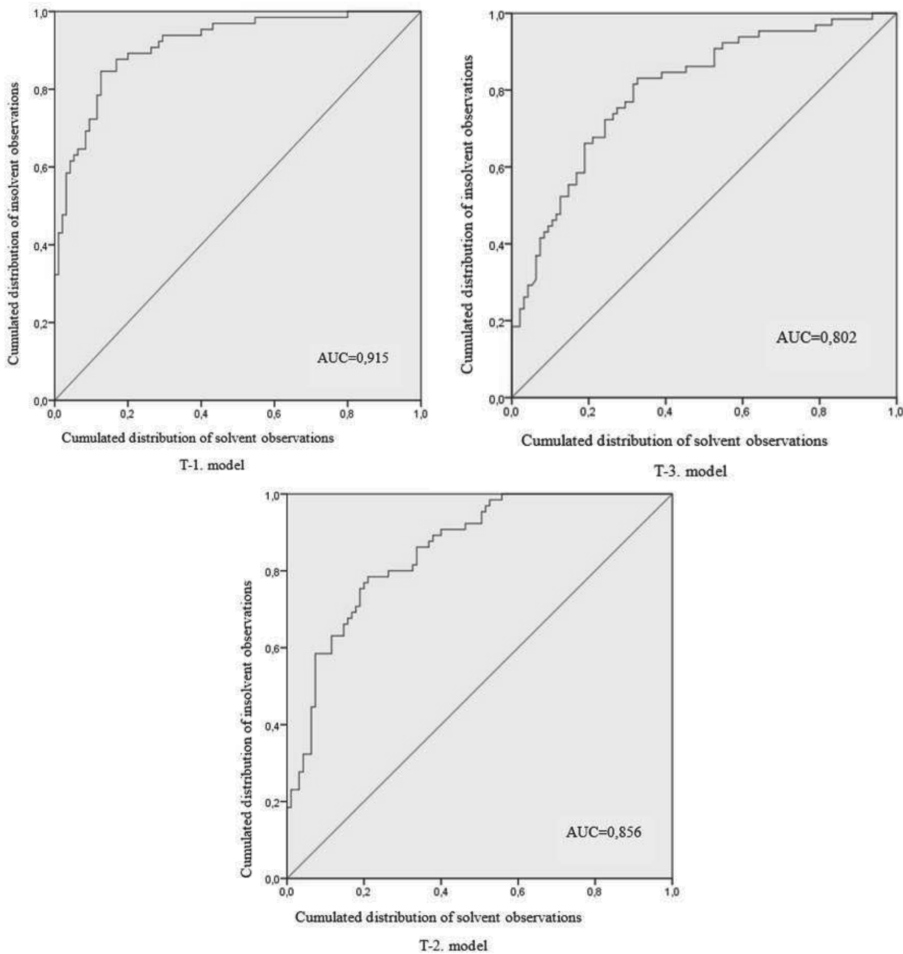 1,0
0,8
0,6
0,4
0,2
0,0
Cumulated distribution of insolvent observations
AUC=0,915
0,0 0,2 0,4 0,6 0,8 1,0
Cumulated distribution of solvent observations
T-1. model
1,0
0,8
0,6
0,4
0,2
0,0
Cumulated distribution of insolvent observations
AUC=0,802
0,0 0,2 0,4 0,6 0,8 1,0
Cumulated distribution of solvent observations
T-3. model
1,0
0,8
0,6
0,4
0,2
0,0
Cumulated distribution of insolvent observations
AUC=0,856
0,0 0,2 0,4 0,6 0,8 1,0
Cumulated distribution of solvent observations
T-2. model